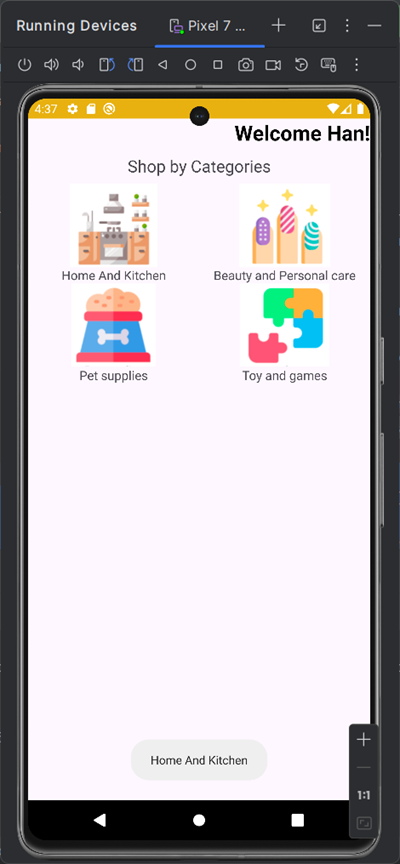 Running Devices
Pixel 7 ...
4:37
Welcome Han!
Shop by Categories
Home And Kitchen
Beauty and Personal care
Pet supplies
Toy and games
Home And Kitchen
1:1